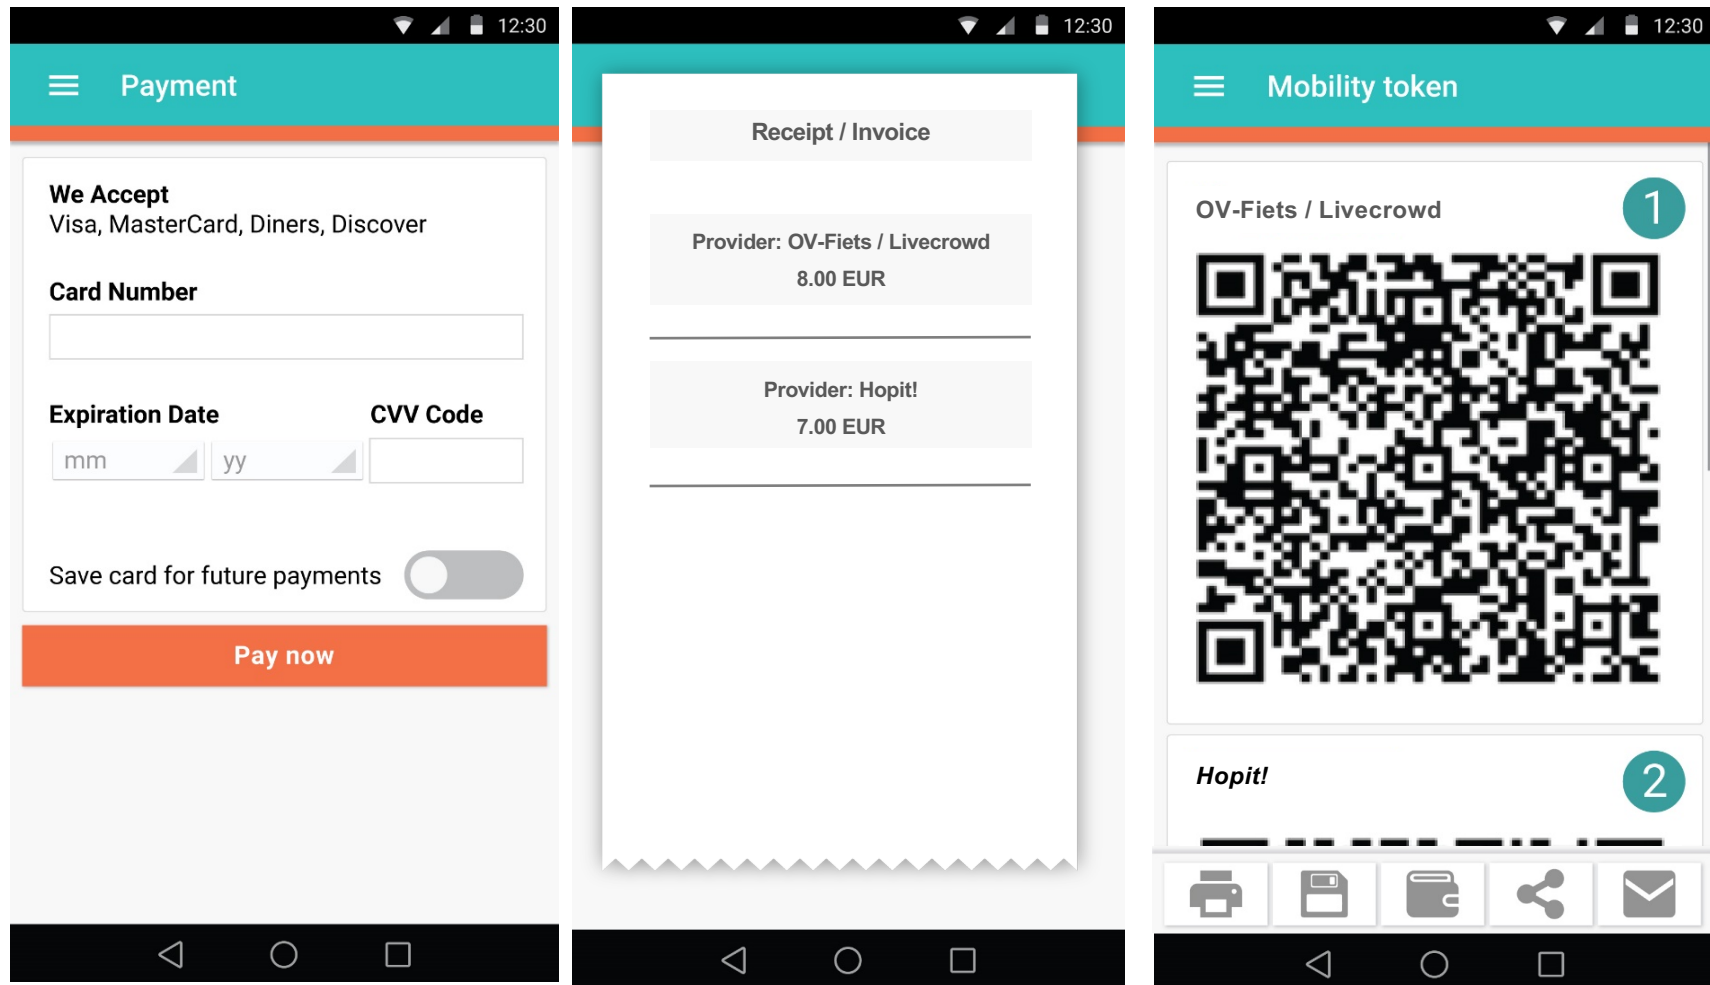 12:30
Payment
We Accept
Visa, MasterCard, Diners, Discover
Card Number
Expiration Date CVV Code
mm yy
Save card for future payments
Pay now
12:30
Receipt / Invoice
Provider: OV-Fiets / Livecrowd
8.00 EUR
Provider: Hopit!
7.00 EUR
12:30
Mobility token
OV-Fiets / Livecrowd 1
Hopit! 2